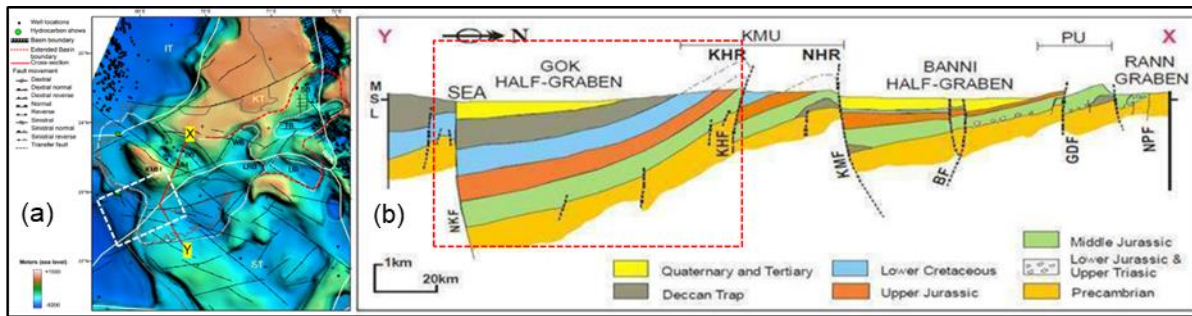 Well locations
Hydrocarbon shows
Basin boundary
Extended Basin
boundary
Cross-section
Fault movement
Dextral
Dextral normal
Dextral reverse
Normal
Reverse
Sinistral
Sinistral normal
Sinistral reverse
Transfer fault
IT
KT
X
Y
ST
(a)
Meters (sea level)
Y
N
KMU
PU
X
GOK
HALF-GRABEN
KHR
NHR
BANNI
HALF-GRABEN
RANN
GRABEN
SEA
M
S
L
NKF
KHF
KMF
BF
GDF
NPF
(b)
1km
20km
Quaternary and Tertiary
Deccan Trap
Lower Cretaceous
Upper Jurassic
Middle Jurassic
Lower Jurassic &
Upper Triasic
Precambrian